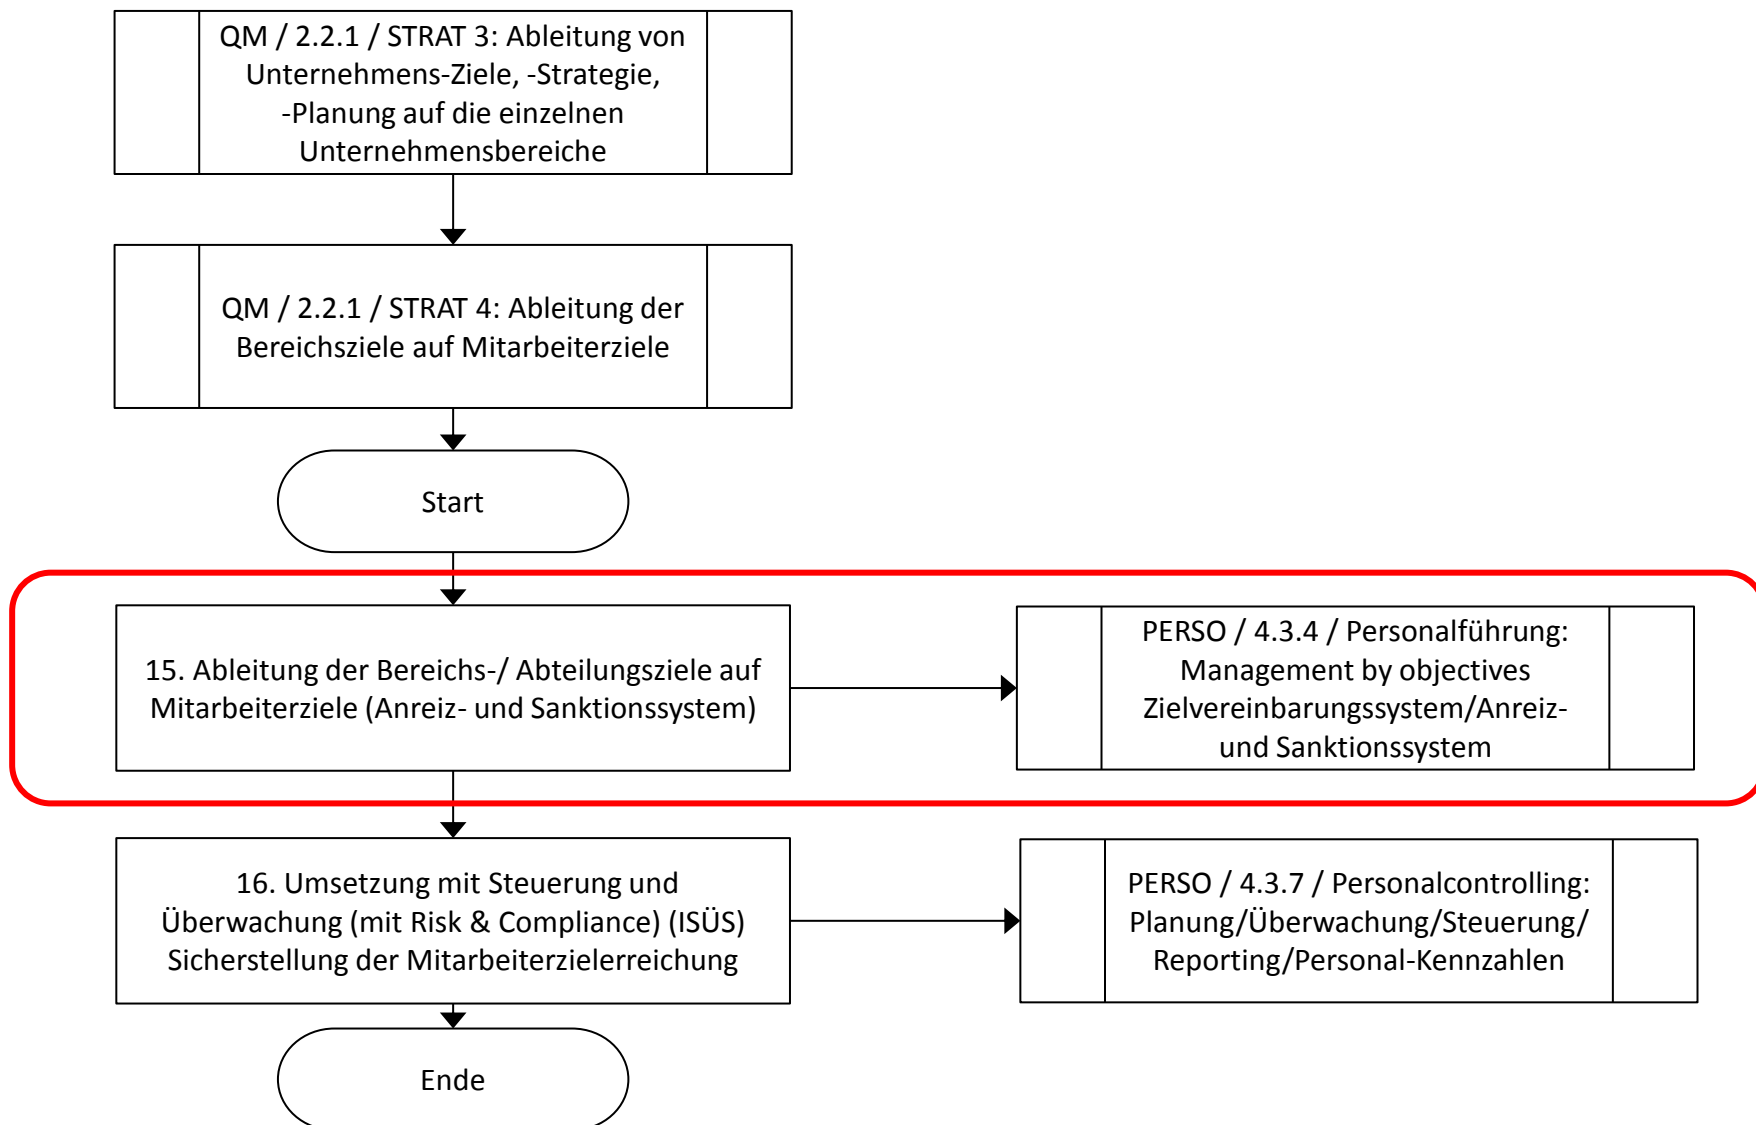 QM / 2.2.1 / STRAT 3: Ableitung von
Unternehmens-Ziele, -Strategie,
-Planung auf die einzelnen
Unternehmensbereiche
QM / 2.2.1 / STRAT 4: Ableitung der
Bereichsziele auf Mitarbeiterziele
Start
15. Ableitung der Bereichs-/ Abteilungsziele auf
Mitarbeiterziele (Anreiz- und Sanktionssystem)
PERSO / 4.3.4 / Personalführung:
Management by objectives
Zielvereinbarungssystem/Anreiz-
und Sanktionssystem
16. Umsetzung mit Steuerung und
Überwachung (mit Risk & Compliance) (ISÜS)
Sicherstellung der Mitarbeiterzielerreichung
PERSO / 4.3.7 / Personalcontrolling:
Planung/Überwachung/Steuerung/
Reporting/Personal-Kennzahlen
Ende